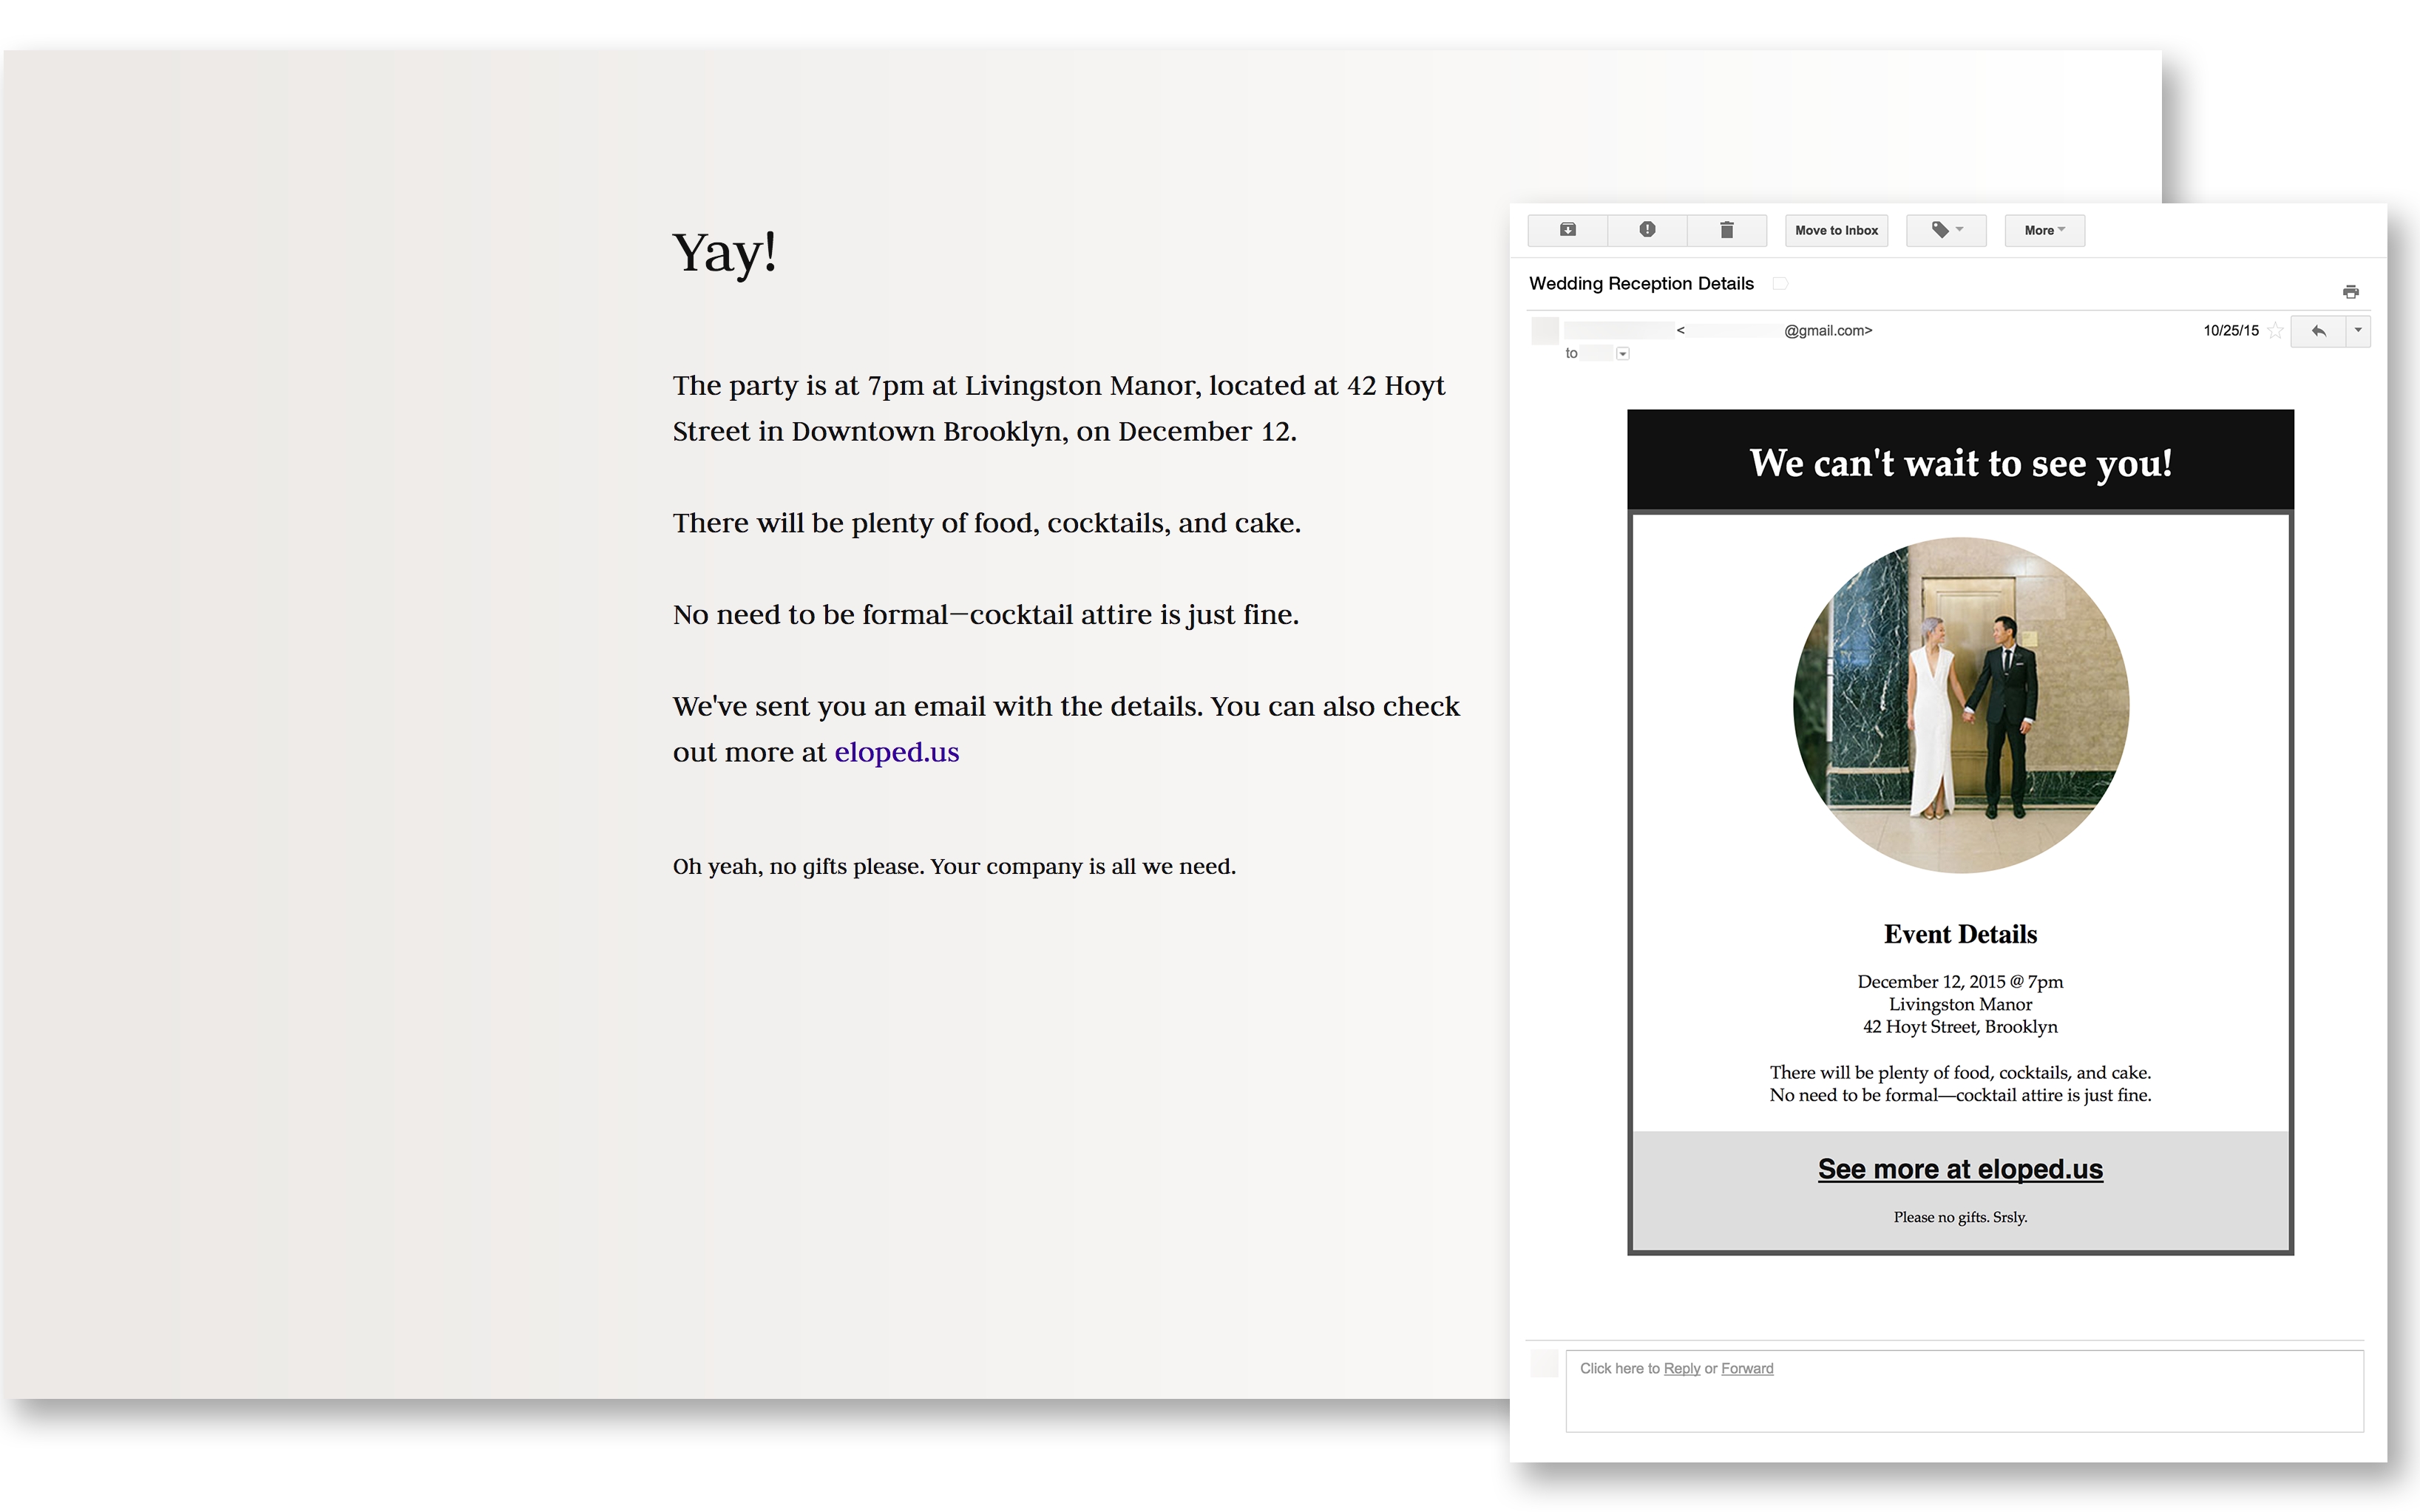 Yay!
The party is at 7pm at Livingston Manor, located at 42 Hoyt
Street in Downtown Brooklyn, on December 12.
There will be plenty of food, cocktails, and cake.
No need to be formal—cocktail attire is just fine.
We've sent you an email with the details. You can also check
out more at eloped.us
Oh yeah, no gifts please. Your company is all we need.
Move to Inbox
More
Wedding Reception Details
< @gmail.com>
10/25/15
to
We can't wait to see you!
Event Details
December 12, 2015 @ 7pm
Livingston Manor
42 Hoyt Street, Brooklyn
There will be plenty of food, cocktails, and cake.
No need to be formal—cocktail attire is just fine.
See more at eloped.us
Please no gifts. Srsly.
Click here to Reply or Forward